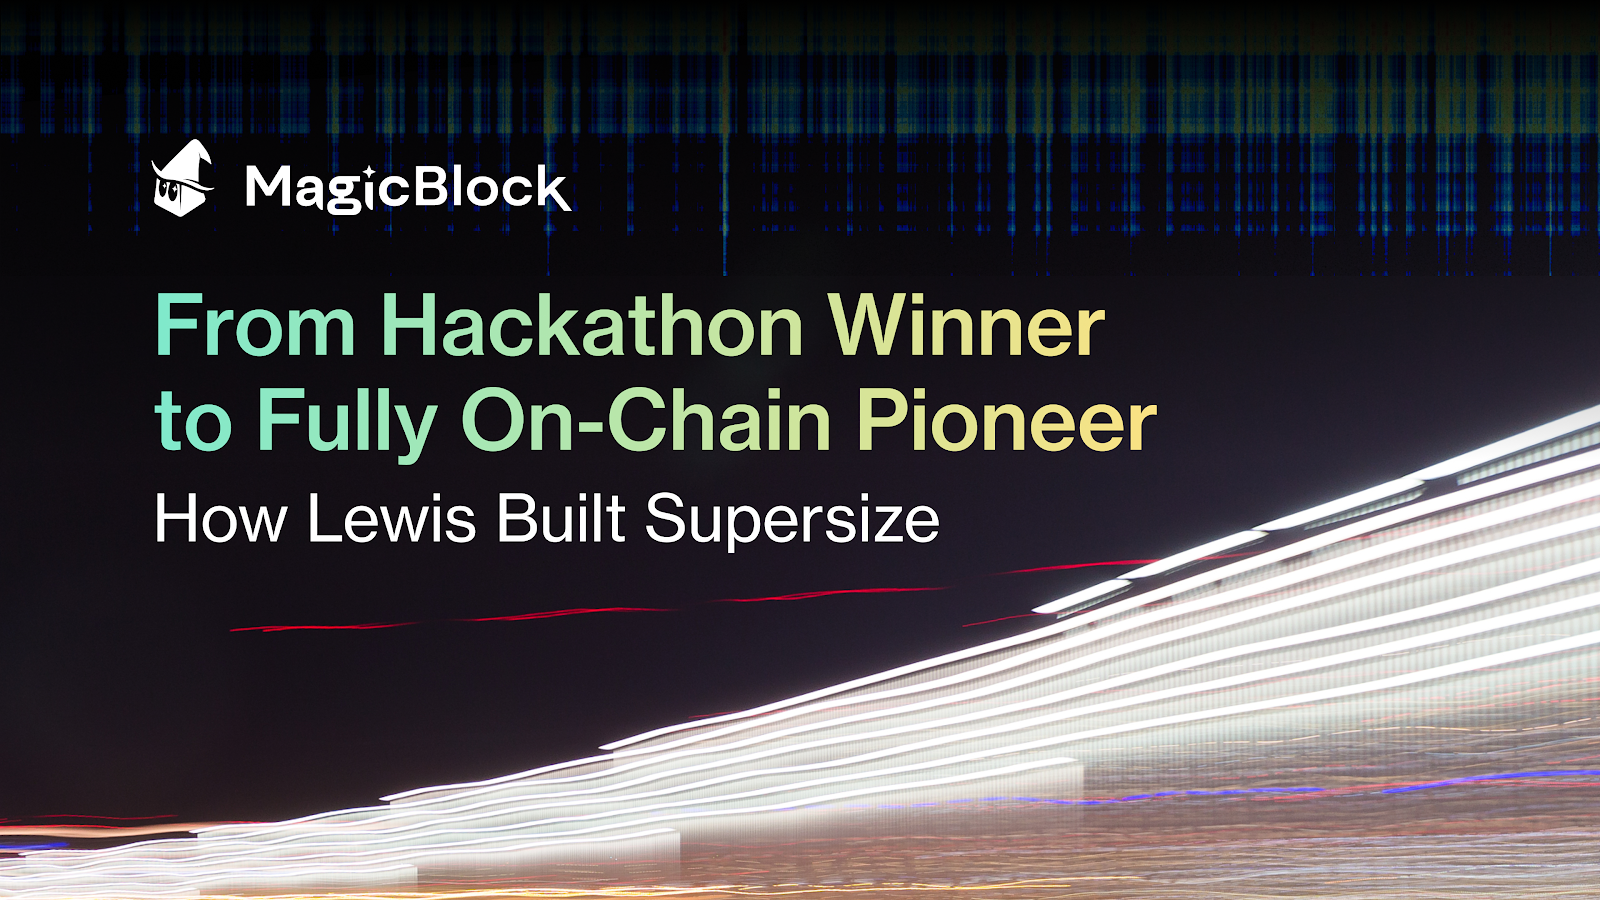 MagicBlock
From Hackathon Winner
to Fully On-Chain Pioneer
How Lewis Built Supersize